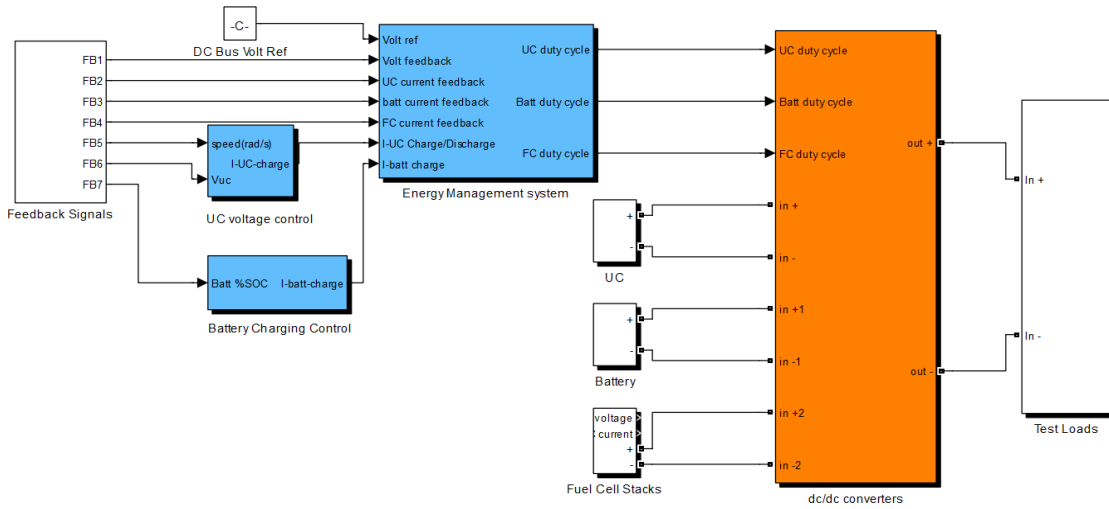 -C-
DC Bus Volt Ref
FB1
FB2
FB3
FB4
FB5
FB6
FB7
Feedback Signals
speed(rad/s)
I-UC-charge
Vuc
UC voltage control
Batt %SOC
I-batt-charge
Battery Charging Control
Volt ref
Volt feedback
UC current feedback
batt current feedback
FC current feedback
I-UC Charge/Discharge
I-batt charge
UC duty cycle
Batt duty cycle
FC duty cycle
Energy Management system
+
-
UC
+
-
Battery
voltage
current
+
-
Fuel Cell Stacks
UC duty cycle
Batt duty cycle
FC duty cycle
in +
in -
in +1
in -1
in +2
in -2
out +
out -
dc/dc converters
In +
In -
Test Loads